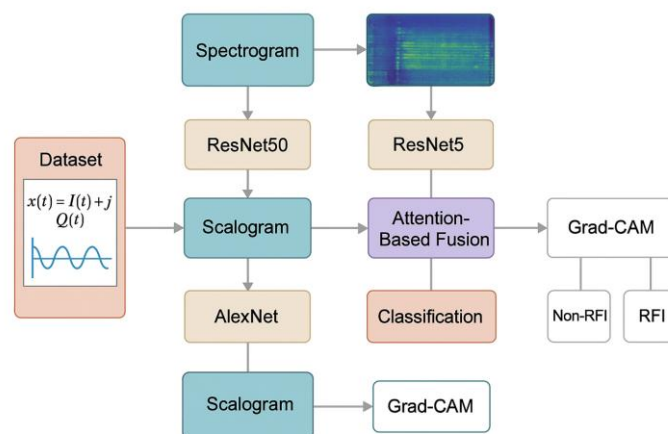 Spectrogram
ResNet50
ResNet5
Dataset
x(t) = I(t) + j
Q(t)
Scalogram
Attention-
Based Fusion
Grad-CAM
AlexNet
Classification
Non-RFI
RFI
Scalogram
Grad-CAM